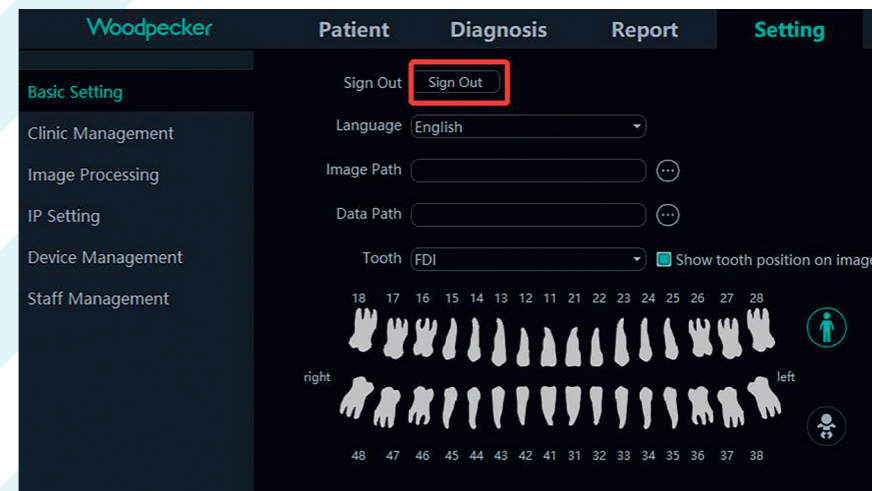 Woodpecker Patient Diagnosis Report Setting
Basic Setting
Clinic Management
Image Processing
IP Setting
Device Management
Staff Management
Sign Out Sign Out
Language English
Image Path
Data Path
Tooth FDI Show tooth position on image
18 17 16 15 14 13 12 11 21 22 23 24 25 26 27 28
right left
48 47 46 45 44 43 42 41 31 32 33 34 35 36 37 38